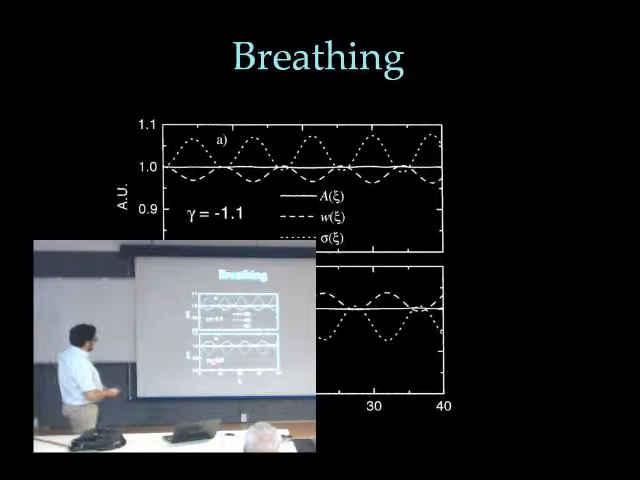 Breathing
1.1
a)
1.0
A.U.
A(ξ)
0.9
γ = -1.1
w(ξ)
σ(ξ)
Breathing
30
40